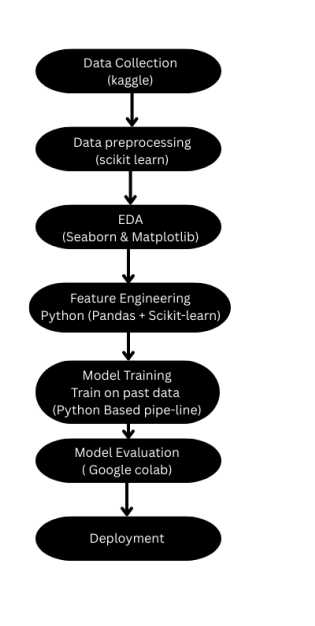 Data Collection
(kaggle)
Data preprocessing
(scikit learn)
EDA
(Seaborn & Matplotlib)
Feature Engineering
Python (Pandas + Scikit-learn)
Model Training
Train on past data
(Python Based pipe-line)
Model Evaluation
( Google colab)
Deployment